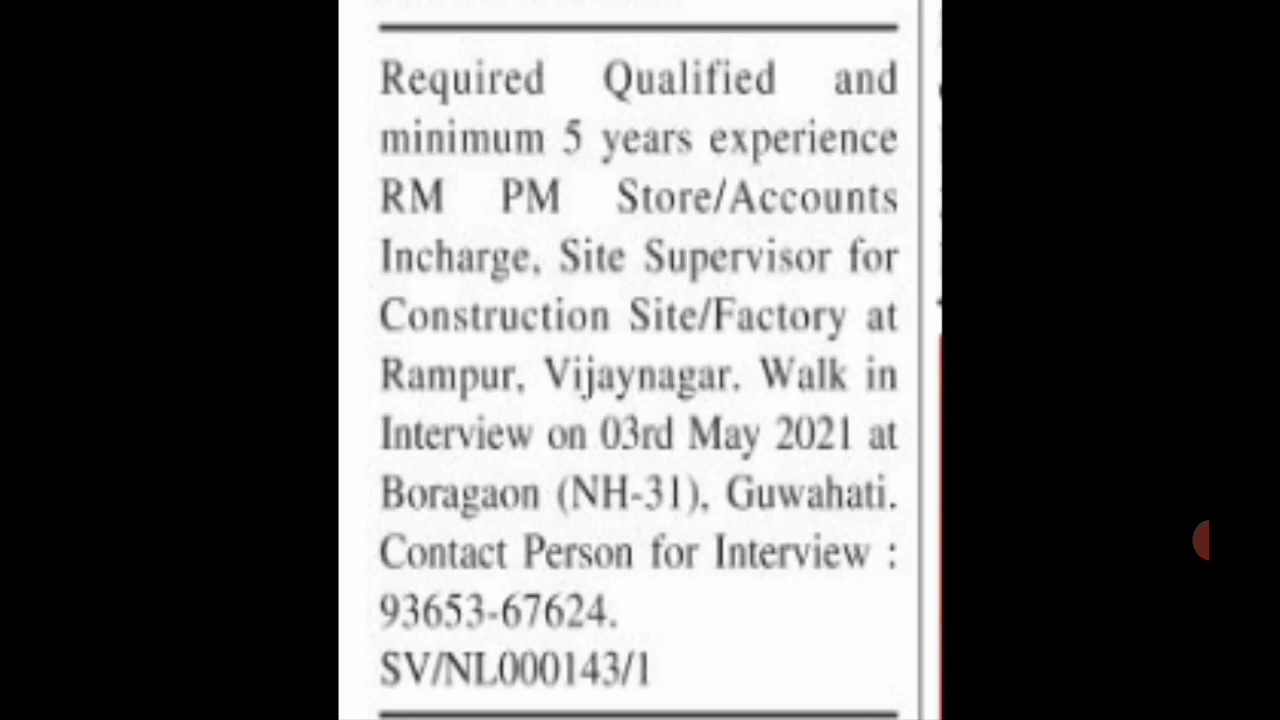 Required Qualified and
minimum 5 years experience
RM PM Store/Accounts
Incharge, Site Supervisor for
Construction Site/Factory at
Rampur, Vijaynagar. Walk in
Interview on 03rd May 2021 at
Boragaon (NH-31), Guwahati.
Contact Person for Interview :
93653-67624.
SV/NL000143/1